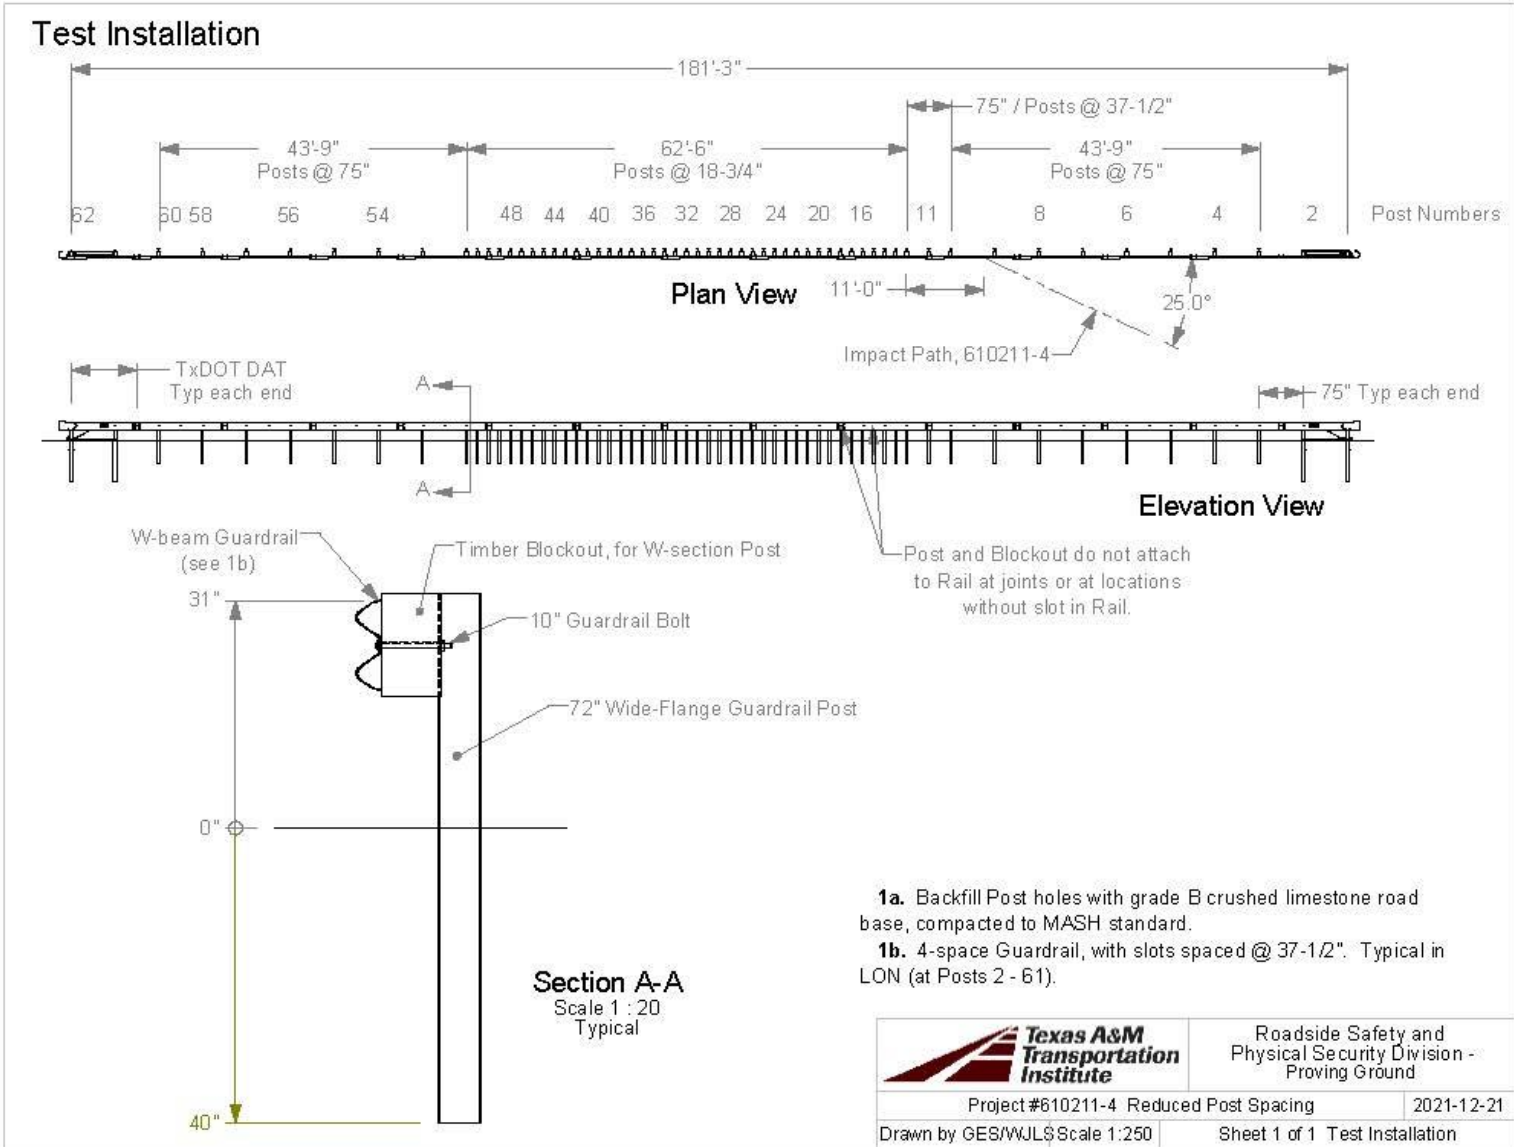 Test Installation
181'-3"
75" / Posts @ 37-1/2"
43'-9"
Posts @ 75"
62'-6"
Posts @ 18-3/4"
43'-9"
Posts @ 75"
62 60 58 56 54 48 44 40 36 32 28 24 20 16 11 8 6 4 2 Post Numbers
Plan View
11'-0"
25.0°
Impact Path, 610211-4
TxDOT DAT
Typ each end
A
75" Typ each end
A
Elevation View
W-beam Guardrail
(see 1b)
Timber Blockout, for W-section Post
Post and Blockout do not attach
to Rail at joints or at locations
without slot in Rail.
31"
10" Guardrail Bolt
72" Wide-Flange Guardrail Post
0"
40"
Section A-A
Scale 1 : 20
Typical
1a. Backfill Post holes with grade B crushed limestone road
base, compacted to MASH standard.
1b. 4-space Guardrail, with slots spaced @ 37-1/2". Typical in
LON (at Posts 2 - 61).
Texas A&M
Transportation
Institute
Roadside Safety and
Physical Security Division -
Proving Ground
Project #610211-4 Reduced Post Spacing
2021-12-21
Drawn by GES/WJLS
Scale 1:250
Sheet 1 of 1 Test Installation